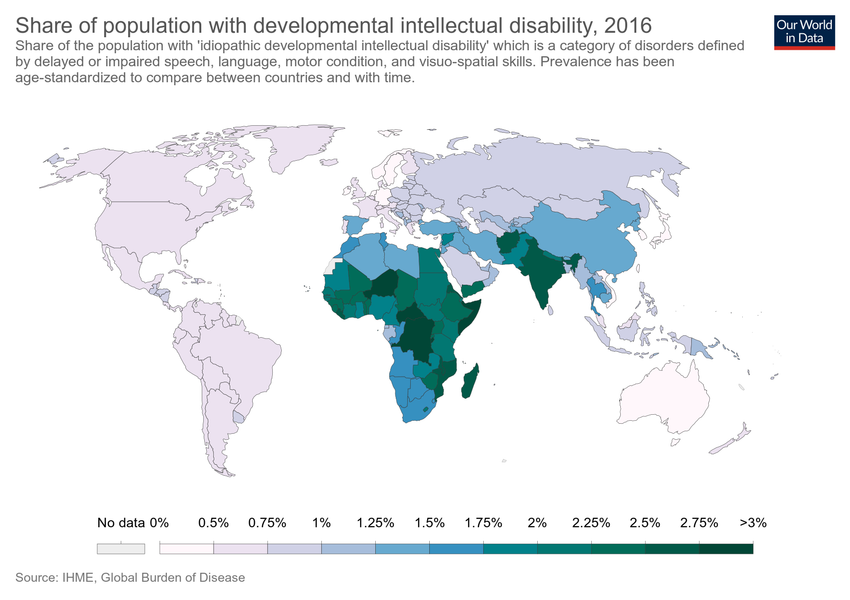 Share of population with developmental intellectual disability, 2016
Our World
in Data
Share of the population with 'idiopathic developmental intellectual disability' which is a category of disorders defined
by delayed or impaired speech, language, motor condition, and visuo-spatial skills. Prevalence has been
age-standardized to compare between countries and with time.
No data 0% 0.5% 0.75% 1% 1.25% 1.5% 1.75% 2% 2.25% 2.5% 2.75% >3%
Source: IHME, Global Burden of Disease